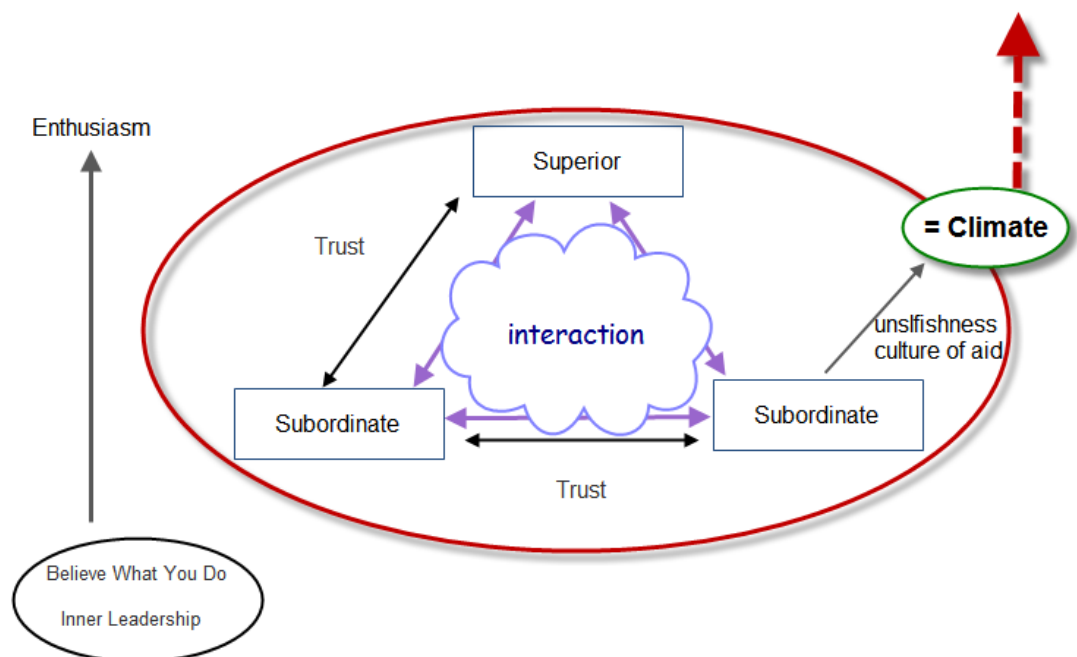 Enthusiasm
Superior
Trust
= Climate
interaction
unslfishness
culture of aid
Subordinate
Subordinate
Trust
Believe What You Do
Inner Leadership